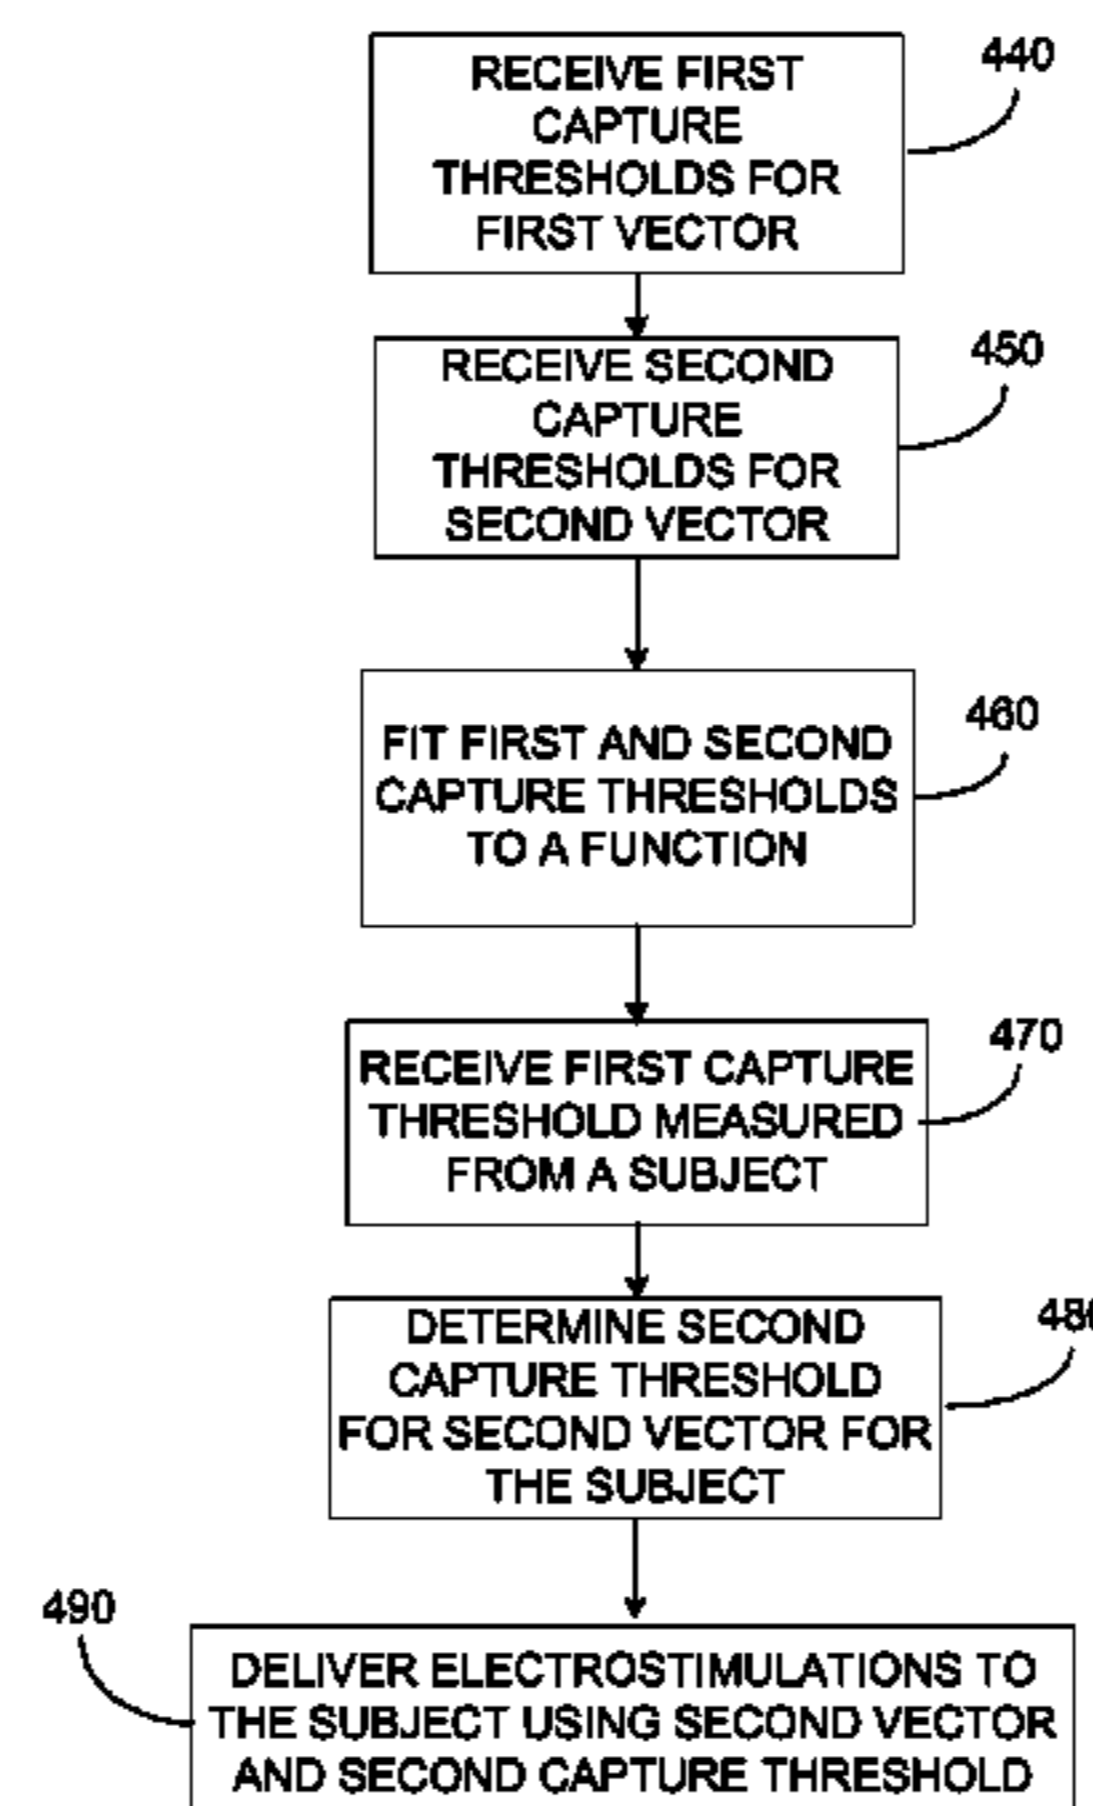 440
RECEIVE FIRST
CAPTURE
THRESHOLDS FOR
FIRST VECTOR
450
RECEIVE SECOND
CAPTURE
THRESHOLDS FOR
SECOND VECTOR
460
FIT FIRST AND SECOND
CAPTURE THRESHOLDS
TO A FUNCTION
470
RECEIVE FIRST CAPTURE
THRESHOLD MEASURED
FROM A SUBJECT
480
DETERMINE SECOND
CAPTURE THRESHOLD
FOR SECOND VECTOR FOR
THE SUBJECT
490
DELIVER ELECTROSTIMULATIONS TO
THE SUBJECT USING SECOND VECTOR
AND SECOND CAPTURE THRESHOLD